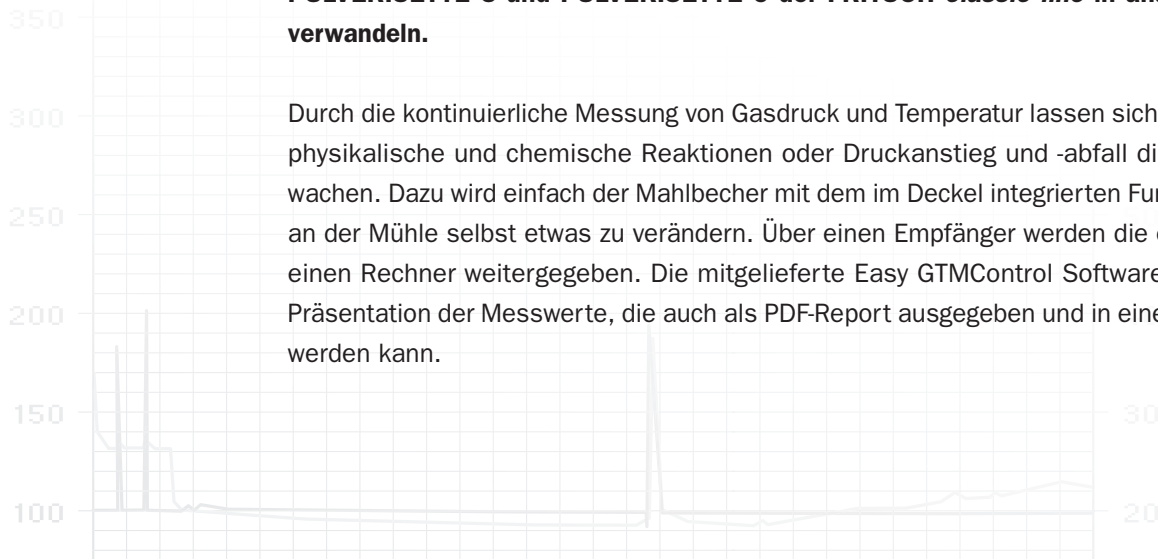 verwandeln.
Durch die kontinuierliche Messung von Gasdruck und Temperatur lassen sich
physikalische und chemische Reaktionen oder Druckanstieg und -abfall
wachen. Dazu wird einfach der Mahlbecher mit dem im Deckel integrierten
an der Mühle selbst etwas zu verändern. Über einen Empfänger werden die
einen Rechner weitergegeben. Die mitgelieferte Easy GTMControl Software
Präsentation der Messwerte, die auch als PDF-Report ausgegeben und in
werden kann.
350
300
250
200
150
100
30
20